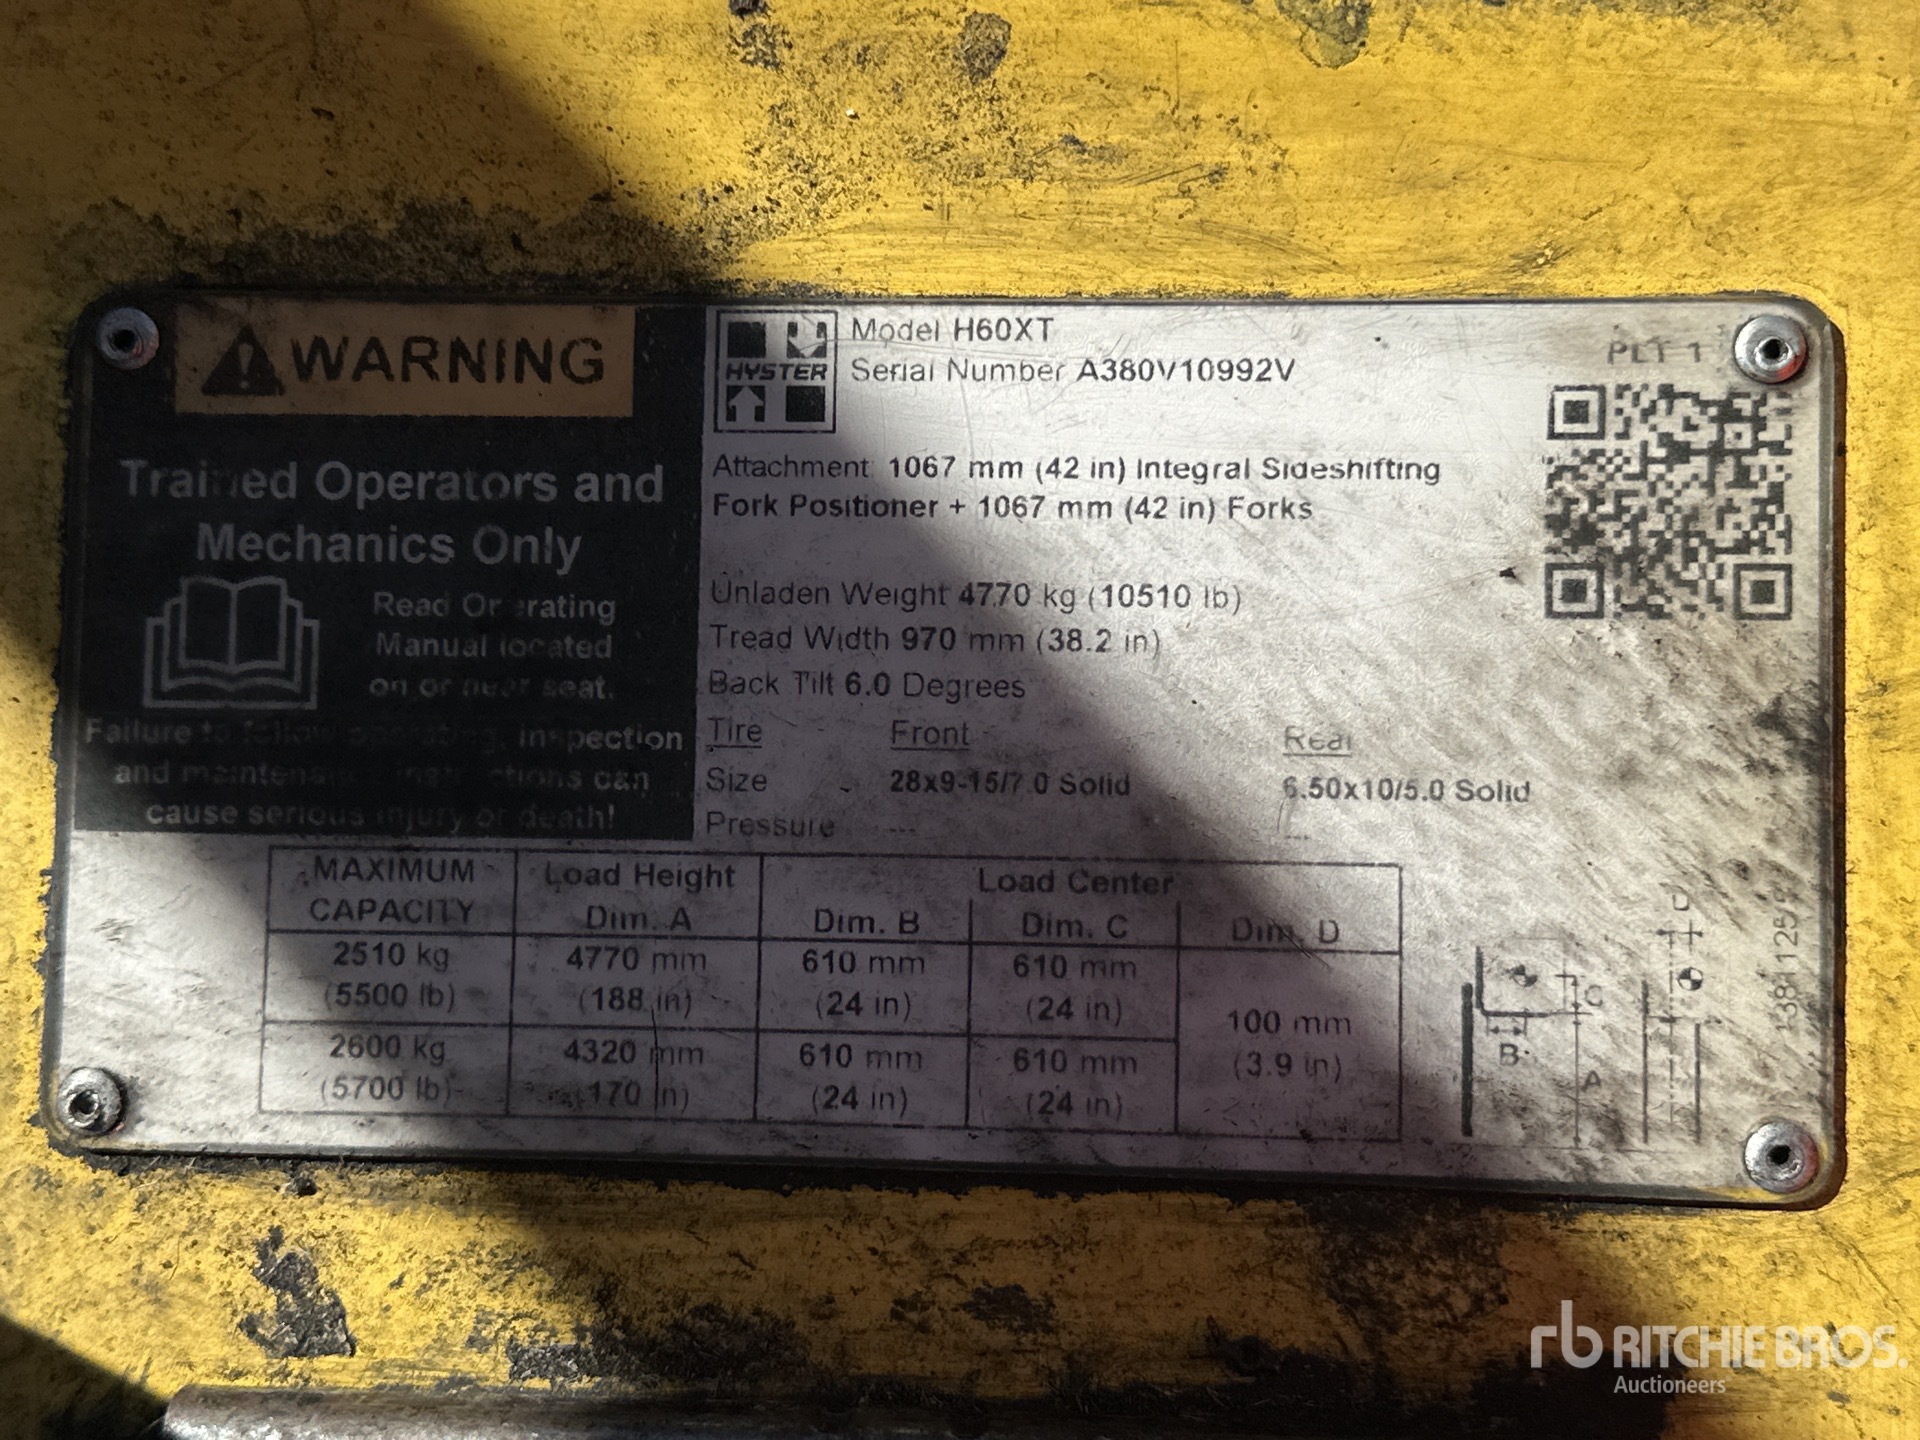 WARNING
Trained Operators and
Mechanics Only
Read Operating
Manual located
on or near seat.
Failure to follow operating, inspection
and maintenance instructions can
cause serious injury or death!
HYSTER
Model H60XT
Serial Number A380V10992V
PLT 1
Attachment 1067 mm (42 in) Integral Sideshifting
Fork Positioner + 1067 mm (42 in) Forks
Unladen Weight 4770 kg (10510 lb)
Tread Width 970 mm (38.2 in)
Back Tilt 6.0 Degrees
Tire Front Rear
Size 28x9-15/7.0 Solid 6.50x10/5.0 Solid
Pressure --- ---
MAXIMUM Load Height Load Center
CAPACITY Dim. A Dim. B Dim. C Dim. D
2510 kg 4770 mm 610 mm 610 mm
(5500 lb) (188 in) (24 in) (24 in)
100 mm
(3.9 in)
2600 kg 4320 mm 610 mm 610 mm
(5700 lb) (170 in) (24 in) (24 in)
D
C
B
A
rb RITCHIE BROS.
Auctioneers